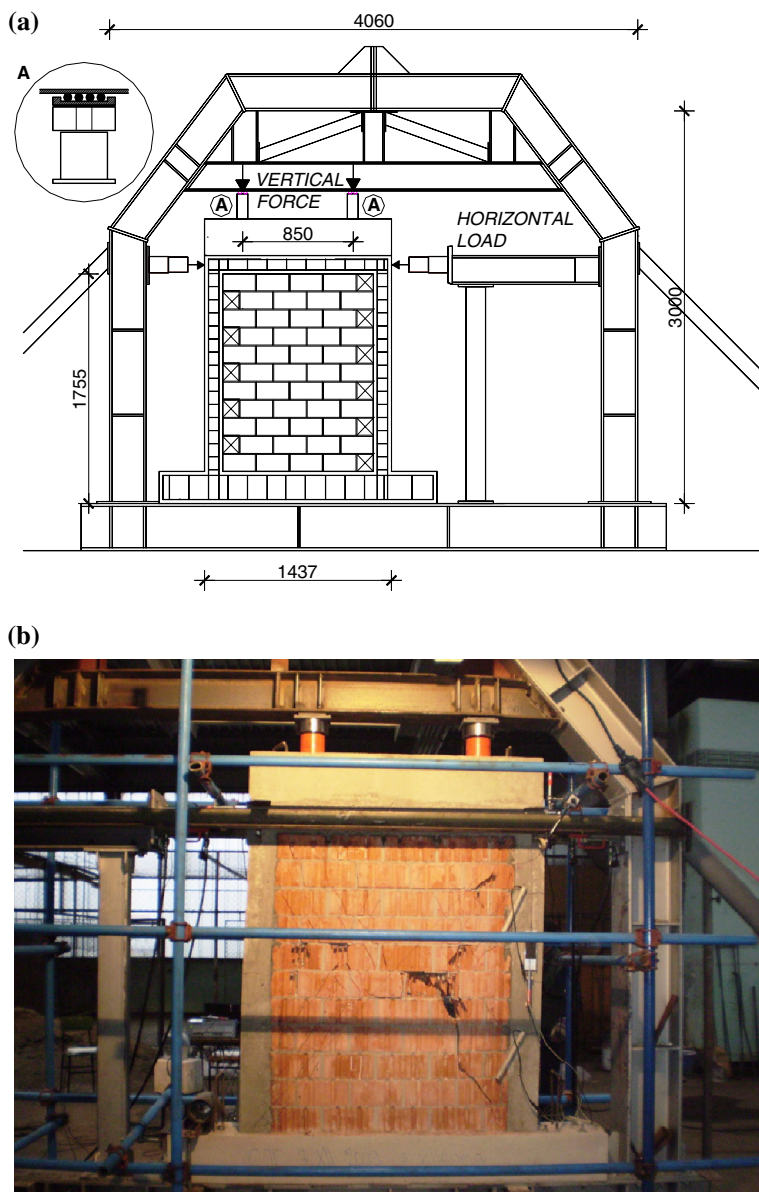 (a)
4060
A
VERTICAL
FORCE
A
A
850
HORIZONTAL
LOAD
3000
1755
1437
(b)